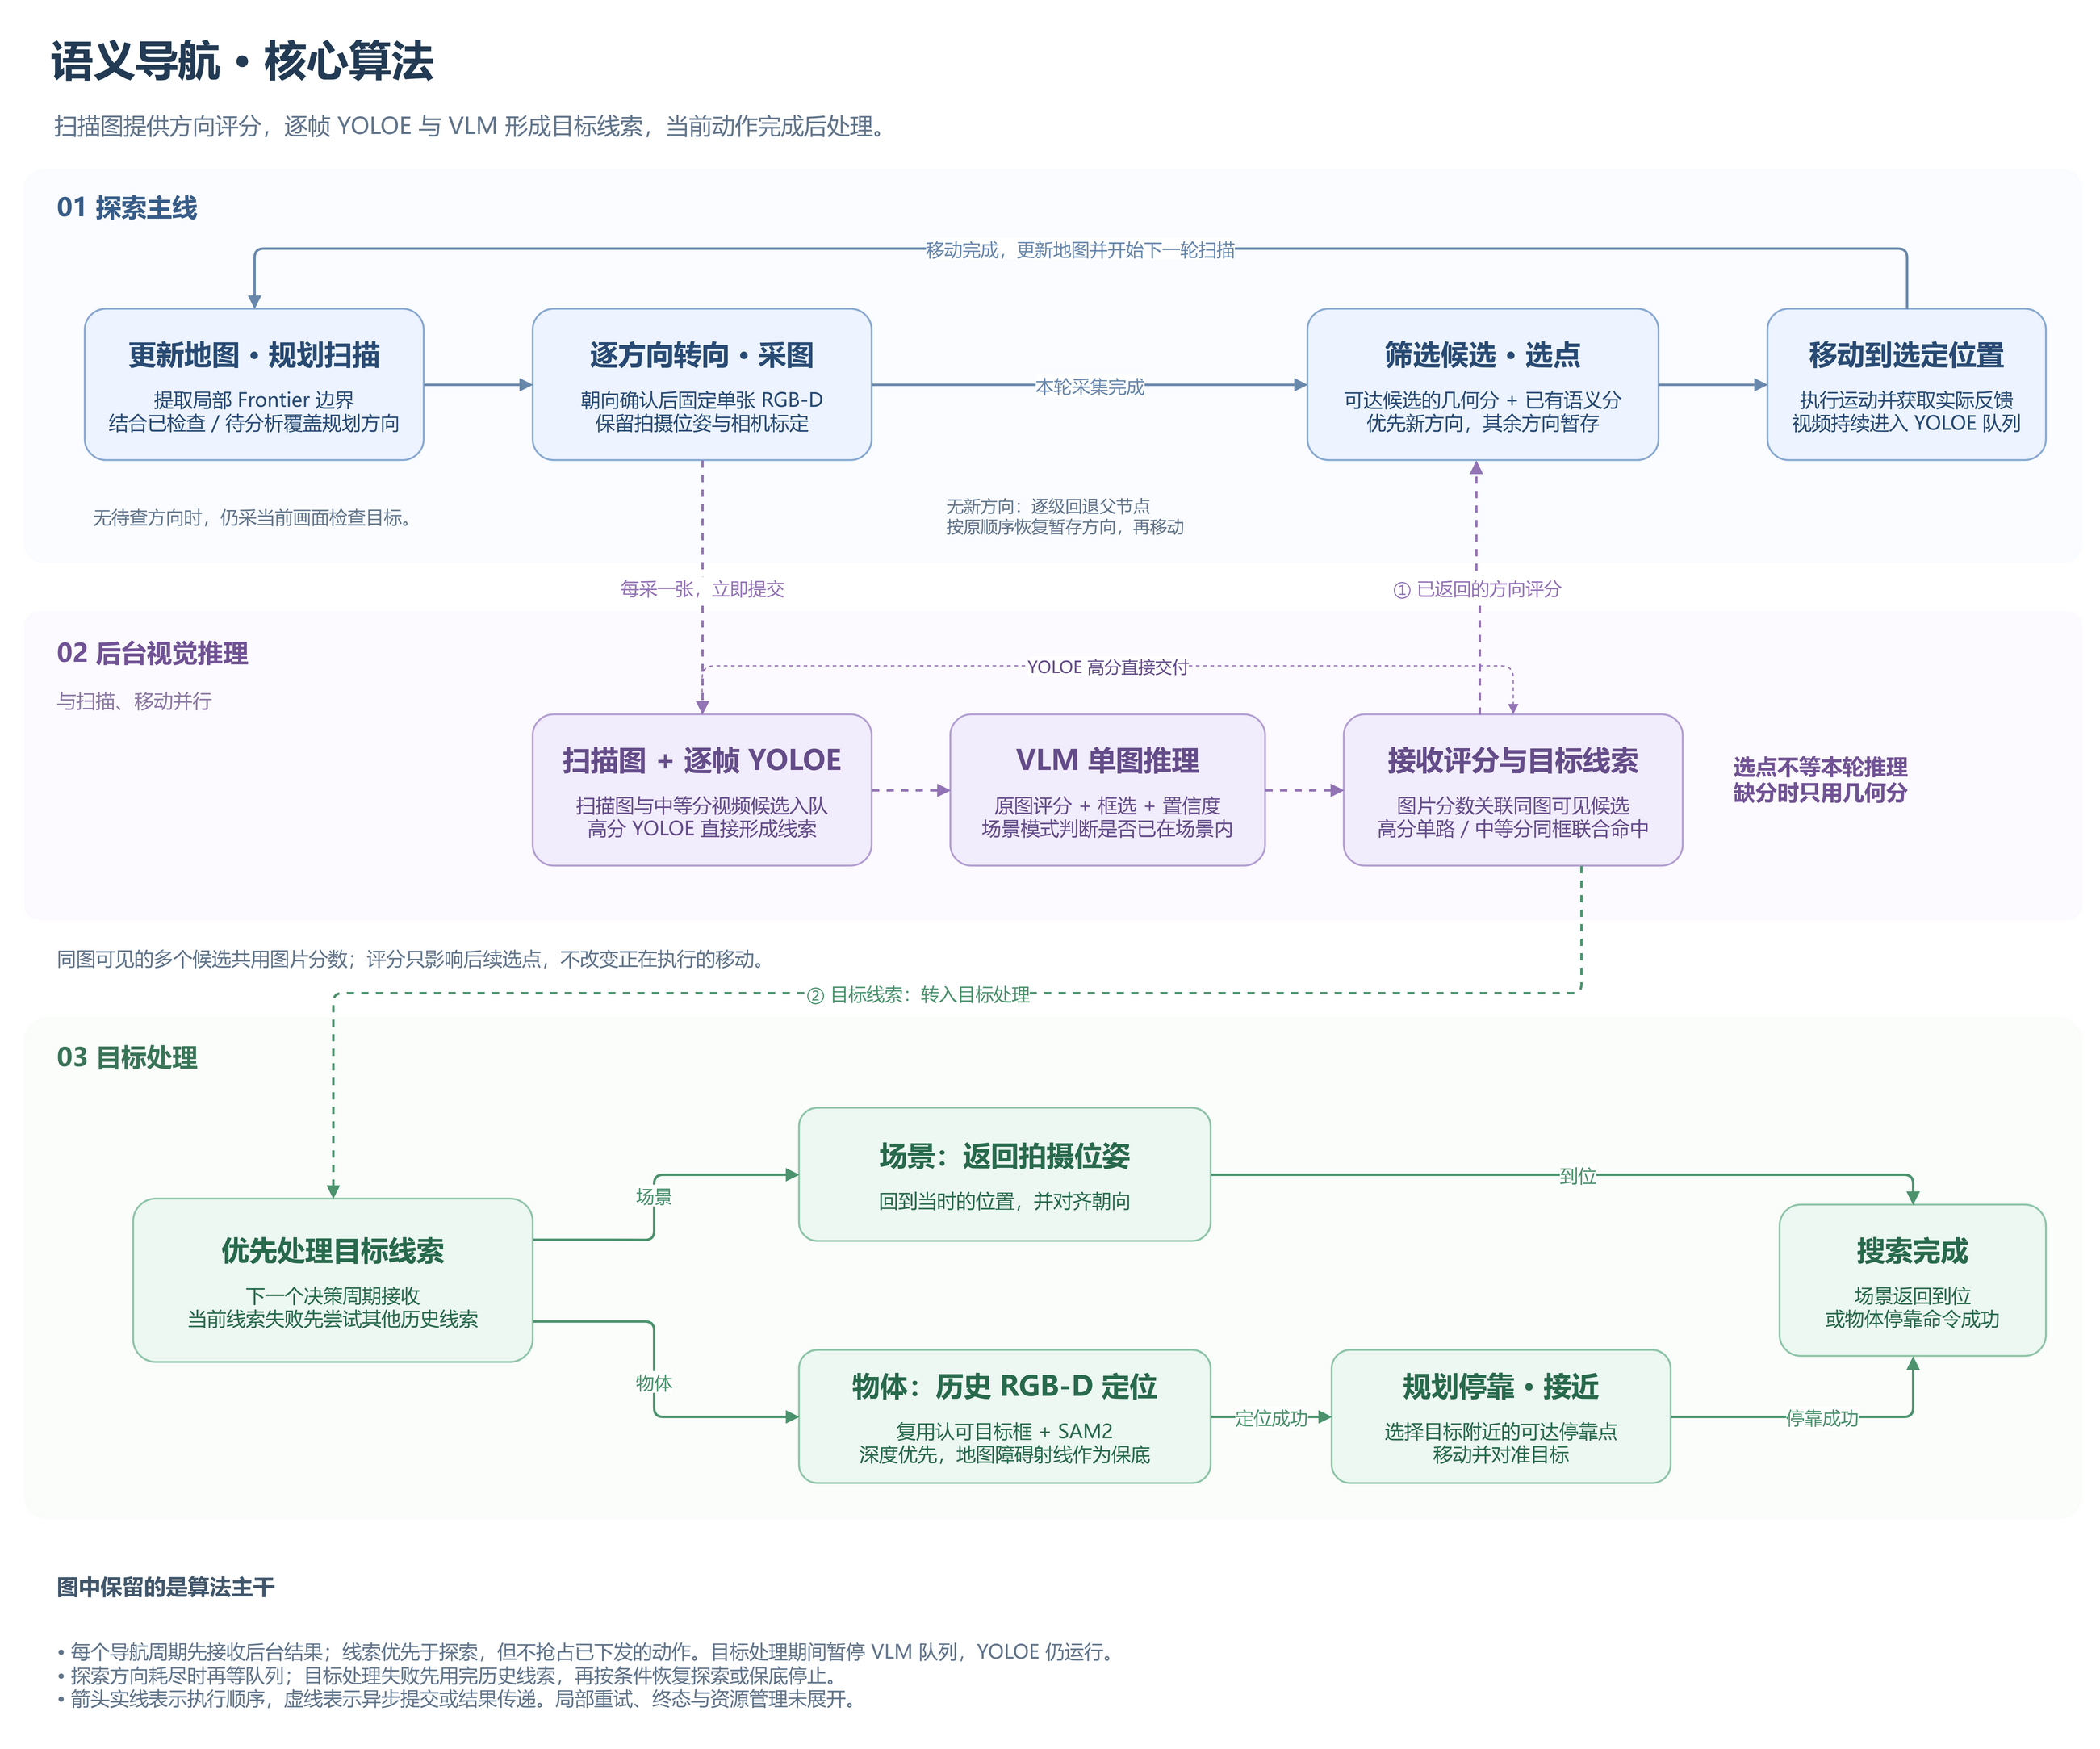 语义导航 · 核心算法
扫描图提供方向评分，逐帧 YOLOE 与 VLM 形成目标线索，当前动作完成后处理。
01 探索主线
移动完成，更新地图并开始下一轮扫描
更新地图 · 规划扫描
提取局部 Frontier 边界
结合已检查 / 待分析覆盖规划方向
逐方向转向 · 采图
朝向确认后固定单张 RGB-D
保留拍摄位姿与相机标定
本轮采集完成
筛选候选 · 选点
可达候选的几何分 + 已有语义分
优先新方向，其余方向暂存
移动到选定位置
执行运动并获取实际反馈
视频持续进入 YOLOE 队列
无待查方向时，仍采当前画面检查目标。
无新方向：逐级回退父节点
按原顺序恢复暂存方向，再移动
每采一张，立即提交
① 已返回的方向评分
02 后台视觉推理
与扫描、移动并行
YOLOE 高分直接交付
扫描图 + 逐帧 YOLOE
扫描图与中等分视频候选入队
高分 YOLOE 直接形成线索
VLM 单图推理
原图评分 + 框选 + 置信度
场景模式判断是否已在场景内
接收评分与目标线索
图片分数关联同图可见候选
高分单路 / 中等分同框联合命中
选点不等本轮推理
缺分时只用几何分
同图可见的多个候选共用图片分数；评分只影响后续选点，不改变正在执行的移动。
② 目标线索：转入目标处理
03 目标处理
优先处理目标线索
下一个决策周期接收
当前线索失败先尝试其他历史线索
场景
场景：返回拍摄位姿
回到当时的位置，并对齐朝向
到位
物体
物体：历史 RGB-D 定位
复用认可目标框 + SAM2
深度优先，地图障碍射线作为保底
定位成功
规划停靠 · 接近
选择目标附近的可达停靠点
移动并对准目标
停靠成功
搜索完成
场景返回到位
或物体停靠命令成功
图中保留的是算法主干
• 每个导航周期先接收后台结果；线索优先于探索，但不抢占已下发的动作。目标处理期间暂停 VLM 队列，YOLOE 仍运行。
• 探索方向耗尽时再等队列；目标处理失败先用完历史线索，再按条件恢复探索或保底停止。
• 箭头实线表示执行顺序，虚线表示异步提交或结果传递。局部重试、终态与资源管理未展开。